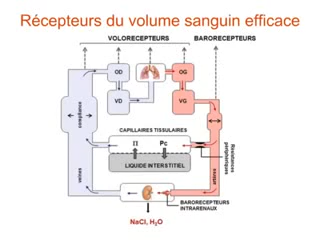 Récepteurs du volume sanguin efficace
VOLORECEPTEURS
BARORECEPTEURS
OD
OG
VD
VG
compliance
CAPILLAIRES TISSULAIRES
Π
Pc
LIQUIDE INTERSTITIEL
Résistances
périphériques
veines
artères
BARORECEPTEURS
INTRARENAUX
NaCl, H₂O